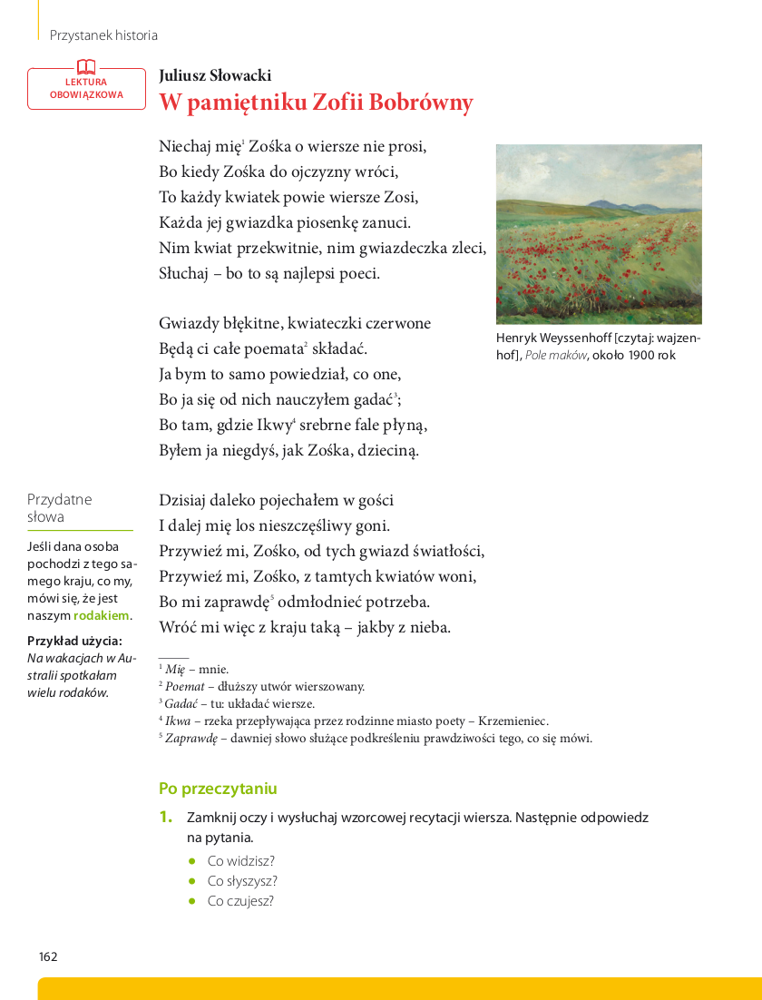 Przystanek historia
LEKTURA
OBOWIĄZKOWA
Juliusz Słowacki
W pamiętniku Zofii Bobrówny
Niechaj mię¹ Zośka o wiersze nie prosi,
Bo kiedy Zośka do ojczyzny wróci,
To każdy kwiatek powie wiersze Zosi,
Każda jej gwiazdka piosenkę zanuci.
Nim kwiat przekwitnie, nim gwiazdeczka zleci,
Słuchaj – bo to są najlepsi poeci.
Gwiazdy błękitne, kwiateczki czerwone
Będą ci całe poemata² składać.
Ja bym to samo powiedział, co one,
Bo ja się od nich nauczyłem gadać³;
Bo tam, gdzie Ikwy⁴ srebrne fale płyną,
Byłem ja niegdyś, jak Zośka, dzieciną.
Dzisiaj daleko pojechałem w gości
I dalej mię los nieszczęśliwy goni.
Przywieź mi, Zośko, od tych gwiazd światłości,
Przywieź mi, Zośko, z tamtych kwiatów woni,
Bo mi zaprawdę⁵ odmłodnieć potrzeba.
Wróć mi więc z kraju taką – jakby z nieba.
Henryk Weyssenhoff [czytaj: wajzen-
hof], Pole maków, około 1900 rok
Przydatne
słowa
Jeśli dana osoba
pochodzi z tego sa-
mego kraju, co my,
mówi się, że jest
naszym rodakiem.
Przykład użycia:
Na wakacjach w Au-
stralii spotkałam
wielu rodaków.
¹ Mię – mnie.
² Poemat – dłuższy utwór wierszowany.
³ Gadać – tu: układać wiersze.
⁴ Ikwa – rzeka przepływająca przez rodzinne miasto poety – Krzemieniec.
⁵ Zaprawdę – dawniej słowo służące podkreśleniu prawdziwości tego, co się mówi.
Po przeczytaniu
1. Zamknij oczy i wysłuchaj wzorcowej recytacji wiersza. Następnie odpowiedz
na pytania.
• Co widzisz?
• Co słyszysz?
• Co czujesz?
162